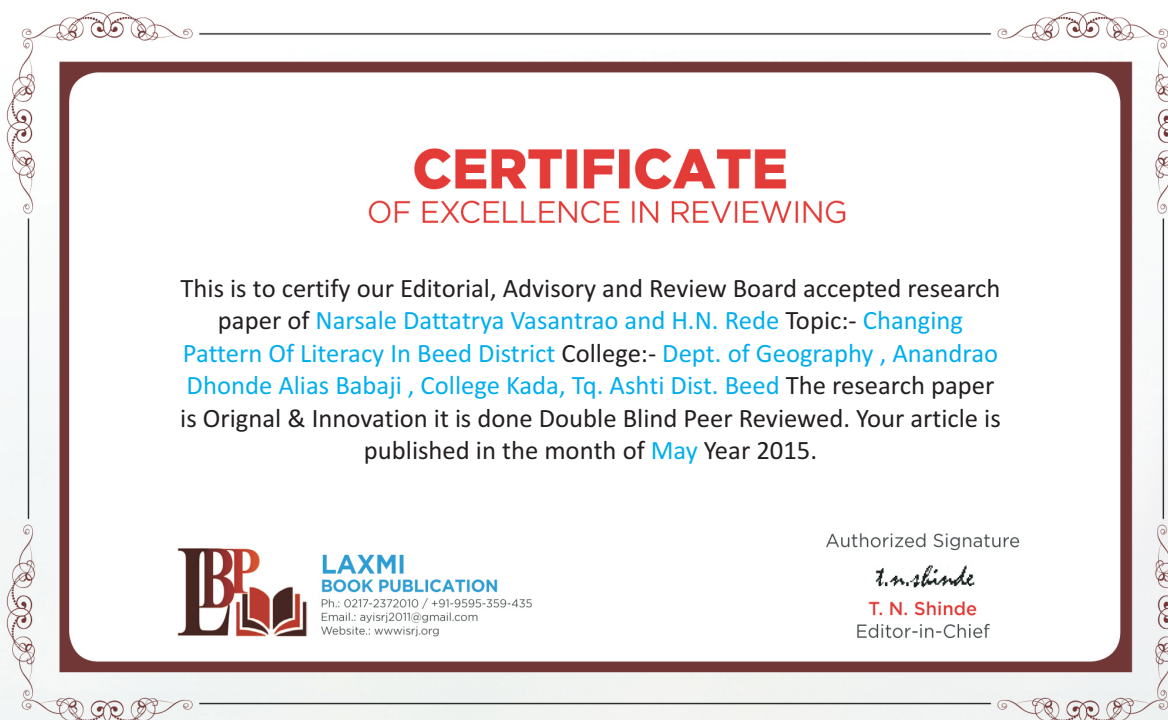 CERTIFICATE
OF EXCELLENCE IN REVIEWING
This is to certify our Editorial, Advisory and Review Board accepted research
paper of Narsale Dattatrya Vasantrao and H.N. Rede Topic:- Changing
Pattern Of Literacy In Beed District College:- Dept. of Geography , Anandrao
Dhonde Alias Babaji , College Kada, Tq. Ashti Dist. Beed The research paper
is Orignal & Innovation it is done Double Blind Peer Reviewed. Your article is
published in the month of May Year 2015.
LBP
LAXMI
BOOK PUBLICATION
Ph.: 0217-2372010 / +91-9595-359-435
Email.: ayisrj2011@gmail.com
Website.: wwwisrj.org
Authorized Signature
t.n.shinde
T. N. Shinde
Editor-in-Chief